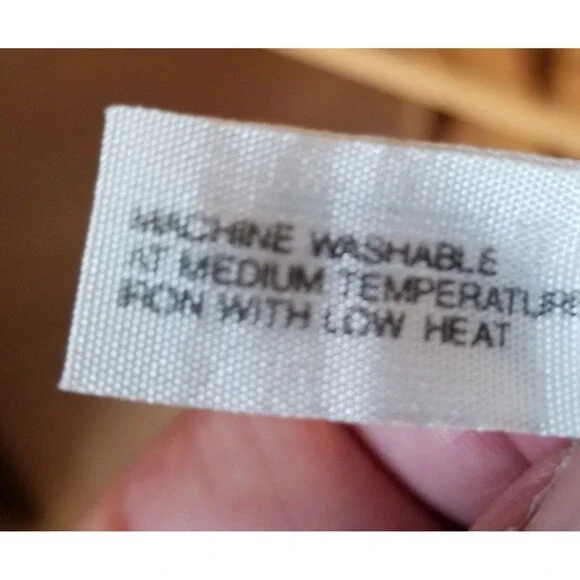 MACHINE WASHABLE
AT MEDIUM TEMPERATURE
IRON WITH LOW HEAT